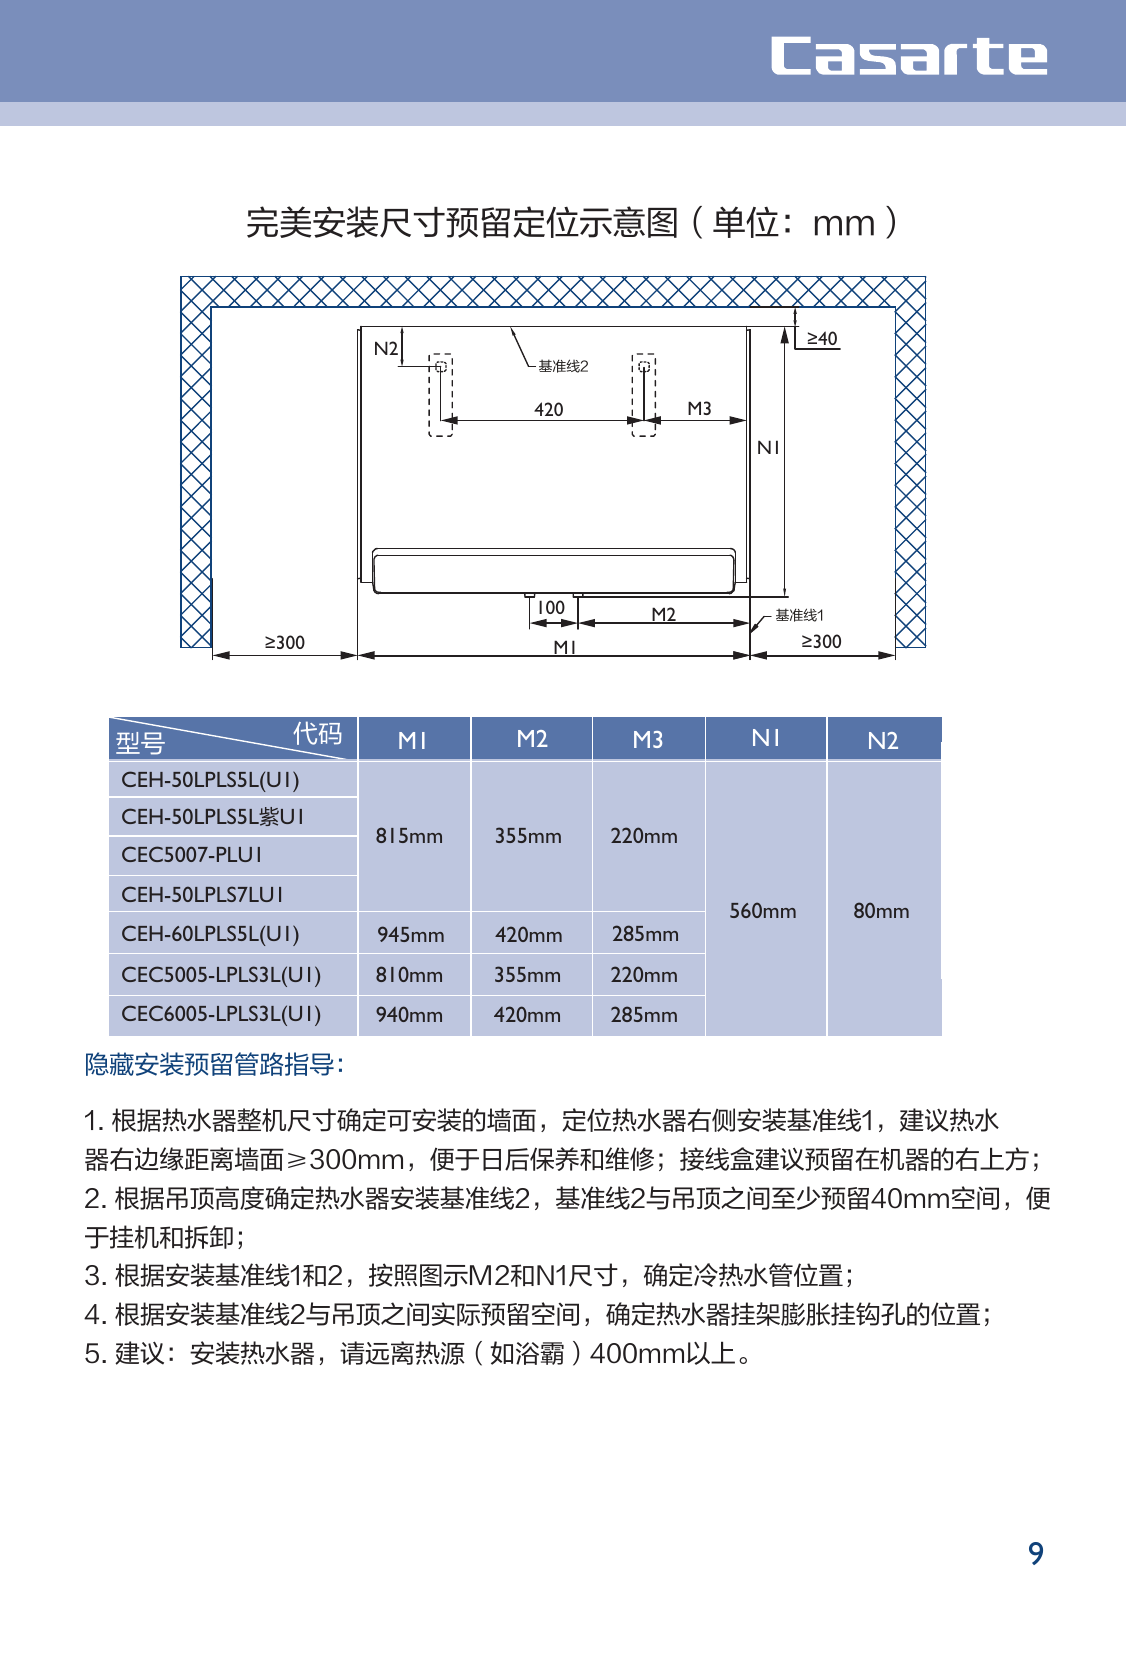 Casarte
完美安装尺寸预留定位示意图（单位：mm）
≥40
N2
基准线2
420
M3
N1
100
M2
基准线1
≥300
M1
≥300
型号 代码 M1 M2 M3 N1 N2
CEH-50LPLS5L(U1)
CEH-50LPLS5L紫U1
815mm 355mm 220mm
CEC5007-PLU1
CEH-50LPLS7LU1
560mm 80mm
CEH-60LPLS5L(U1) 945mm 420mm 285mm
CEC5005-LPLS3L(U1) 810mm 355mm 220mm
CEC6005-LPLS3L(U1) 940mm 420mm 285mm
隐藏安装预留管路指导：
1. 根据热水器整机尺寸确定可安装的墙面，定位热水器右侧安装基准线1，建议热水
器右边缘距离墙面≥300mm，便于日后保养和维修；接线盒建议预留在机器的右上方；
2. 根据吊顶高度确定热水器安装基准线2，基准线2与吊顶之间至少预留40mm空间，便
于挂机和拆卸；
3. 根据安装基准线1和2，按照图示M2和N1尺寸，确定冷热水管位置；
4. 根据安装基准线2与吊顶之间实际预留空间，确定热水器挂架膨胀挂钩孔的位置；
5. 建议：安装热水器，请远离热源（如浴霸）400mm以上。
9